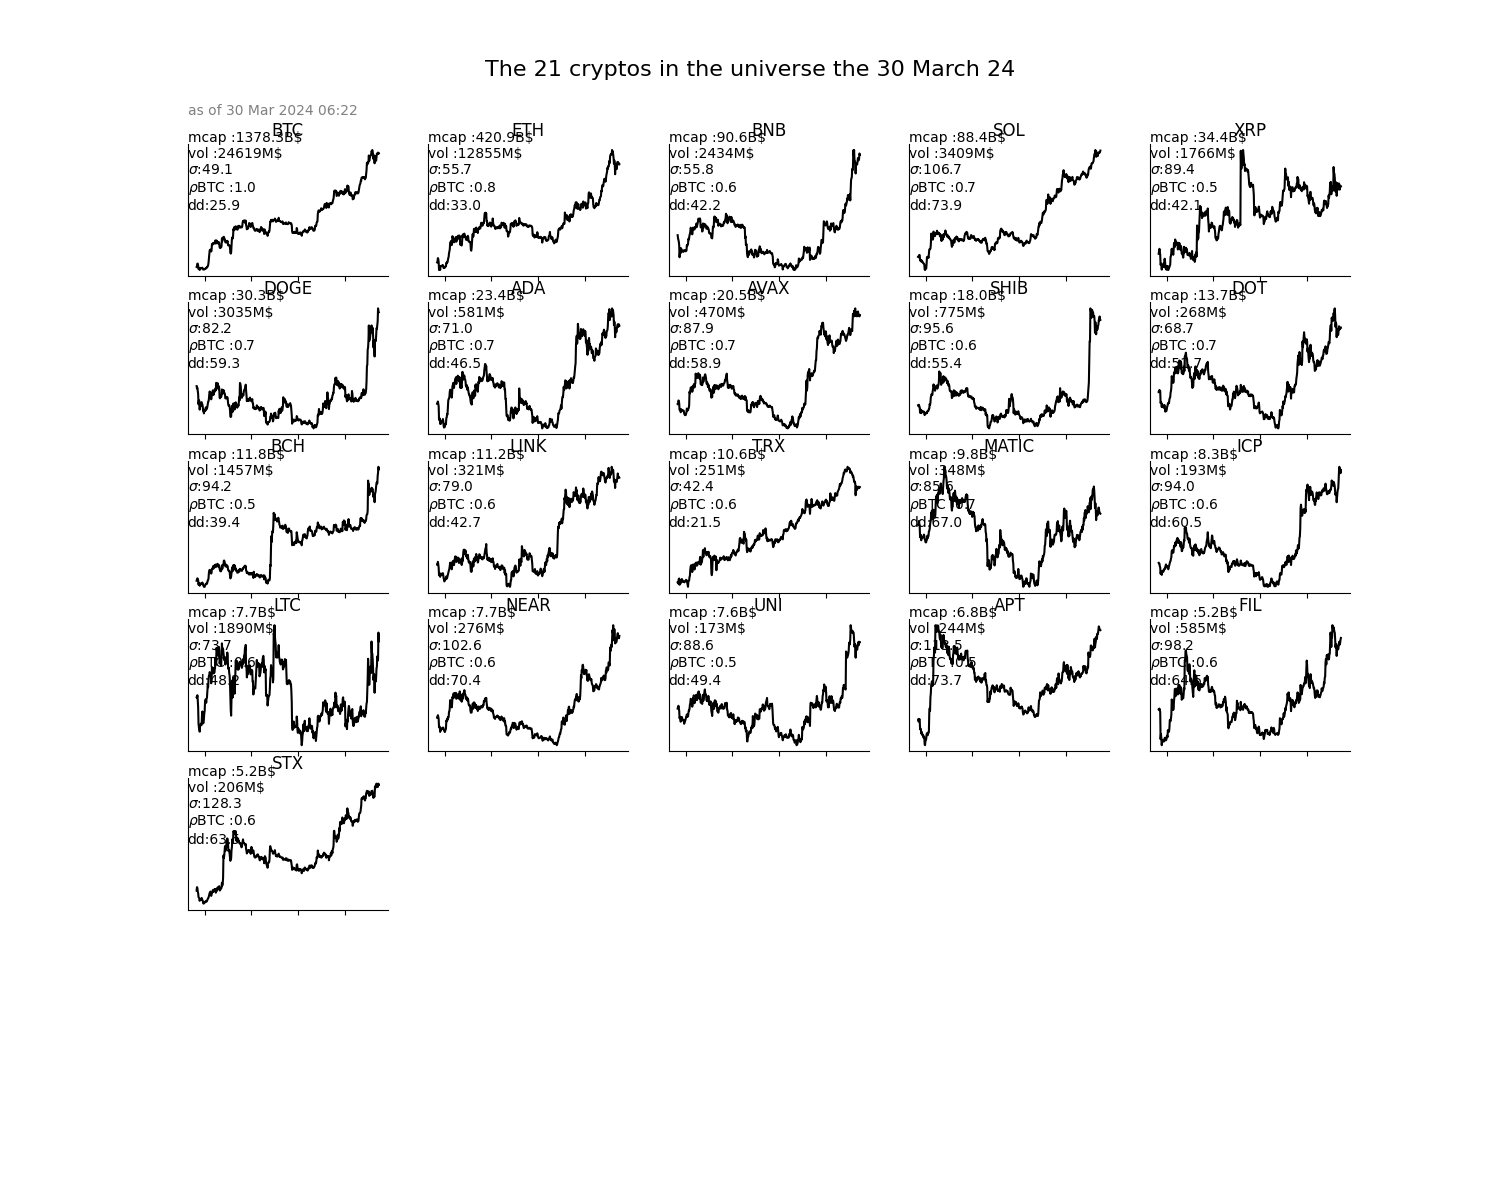 The 21 cryptos in the universe the 30 March 24
as of 30 Mar 2024 06:22
BTC
mcap :1378.3B$
vol :24619M$
σ:49.1
ρBTC :1.0
dd:25.9
ETH
mcap :420.9B$
vol :12855M$
σ:55.7
ρBTC :0.8
dd:33.0
BNB
mcap :90.6B$
vol :2434M$
σ:55.8
ρBTC :0.6
dd:42.2
SOL
mcap :88.4B$
vol :3409M$
σ:106.7
ρBTC :0.7
dd:73.9
XRP
mcap :34.4B$
vol :1766M$
σ:89.4
ρBTC :0.5
dd:42.1
DOGE
mcap :30.3B$
vol :3035M$
σ:82.2
ρBTC :0.7
dd:59.3
ADA
mcap :23.4B$
vol :581M$
σ:71.0
ρBTC :0.7
dd:46.5
AVAX
mcap :20.5B$
vol :470M$
σ:87.9
ρBTC :0.7
dd:58.9
SHIB
mcap :18.0B$
vol :775M$
σ:95.6
ρBTC :0.6
dd:55.4
DOT
mcap :13.7B$
vol :268M$
σ:68.7
ρBTC :0.7
BCH
mcap :11.8B$
vol :1457M$
σ:94.2
ρBTC :0.5
dd:39.4
LINK
mcap :11.2B$
vol :321M$
σ:79.0
ρBTC :0.6
dd:42.7
TRX
mcap :10.6B$
vol :251M$
σ:42.4
ρBTC :0.6
dd:21.5
MATIC
mcap :9.8B$
vol :348M$
ρBTC :0.7
dd:67.0
ICP
mcap :8.3B$
vol :193M$
σ:94.0
ρBTC :0.6
dd:60.5
LTC
mcap :7.7B$
vol :1890M$
σ:73.7
ρBTC :0.6
dd:48.2
NEAR
mcap :7.7B$
vol :276M$
σ:102.6
ρBTC :0.6
dd:70.4
UNI
mcap :7.6B$
vol :173M$
σ:88.6
ρBTC :0.5
dd:49.4
APT
mcap :6.8B$
vol :244M$
ρBTC :0.5
dd:73.7
FIL
mcap :5.2B$
vol :585M$
σ:98.2
ρBTC :0.6
STX
mcap :5.2B$
vol :206M$
σ:128.3
ρBTC :0.6